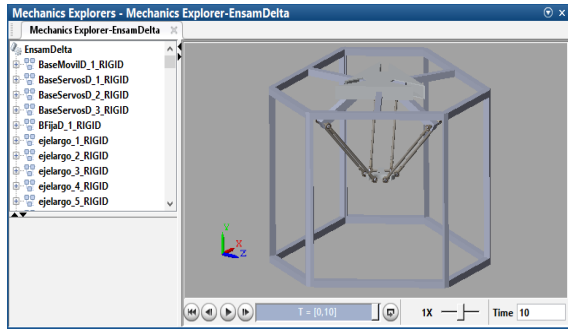 Mechanics Explorers - Mechanics Explorer-EnsamDelta
Mechanics Explorer-EnsamDelta
EnsamDelta
BaseMovilD_1_RIGID
BaseServosD_1_RIGID
BaseServosD_2_RIGID
BaseServosD_3_RIGID
BFijaD_1_RIGID
ejelargo_1_RIGID
ejelargo_2_RIGID
ejelargo_3_RIGID
ejelargo_4_RIGID
ejelargo_5_RIGID
Y
X
Z
T = [0,10]
1X
Time 10